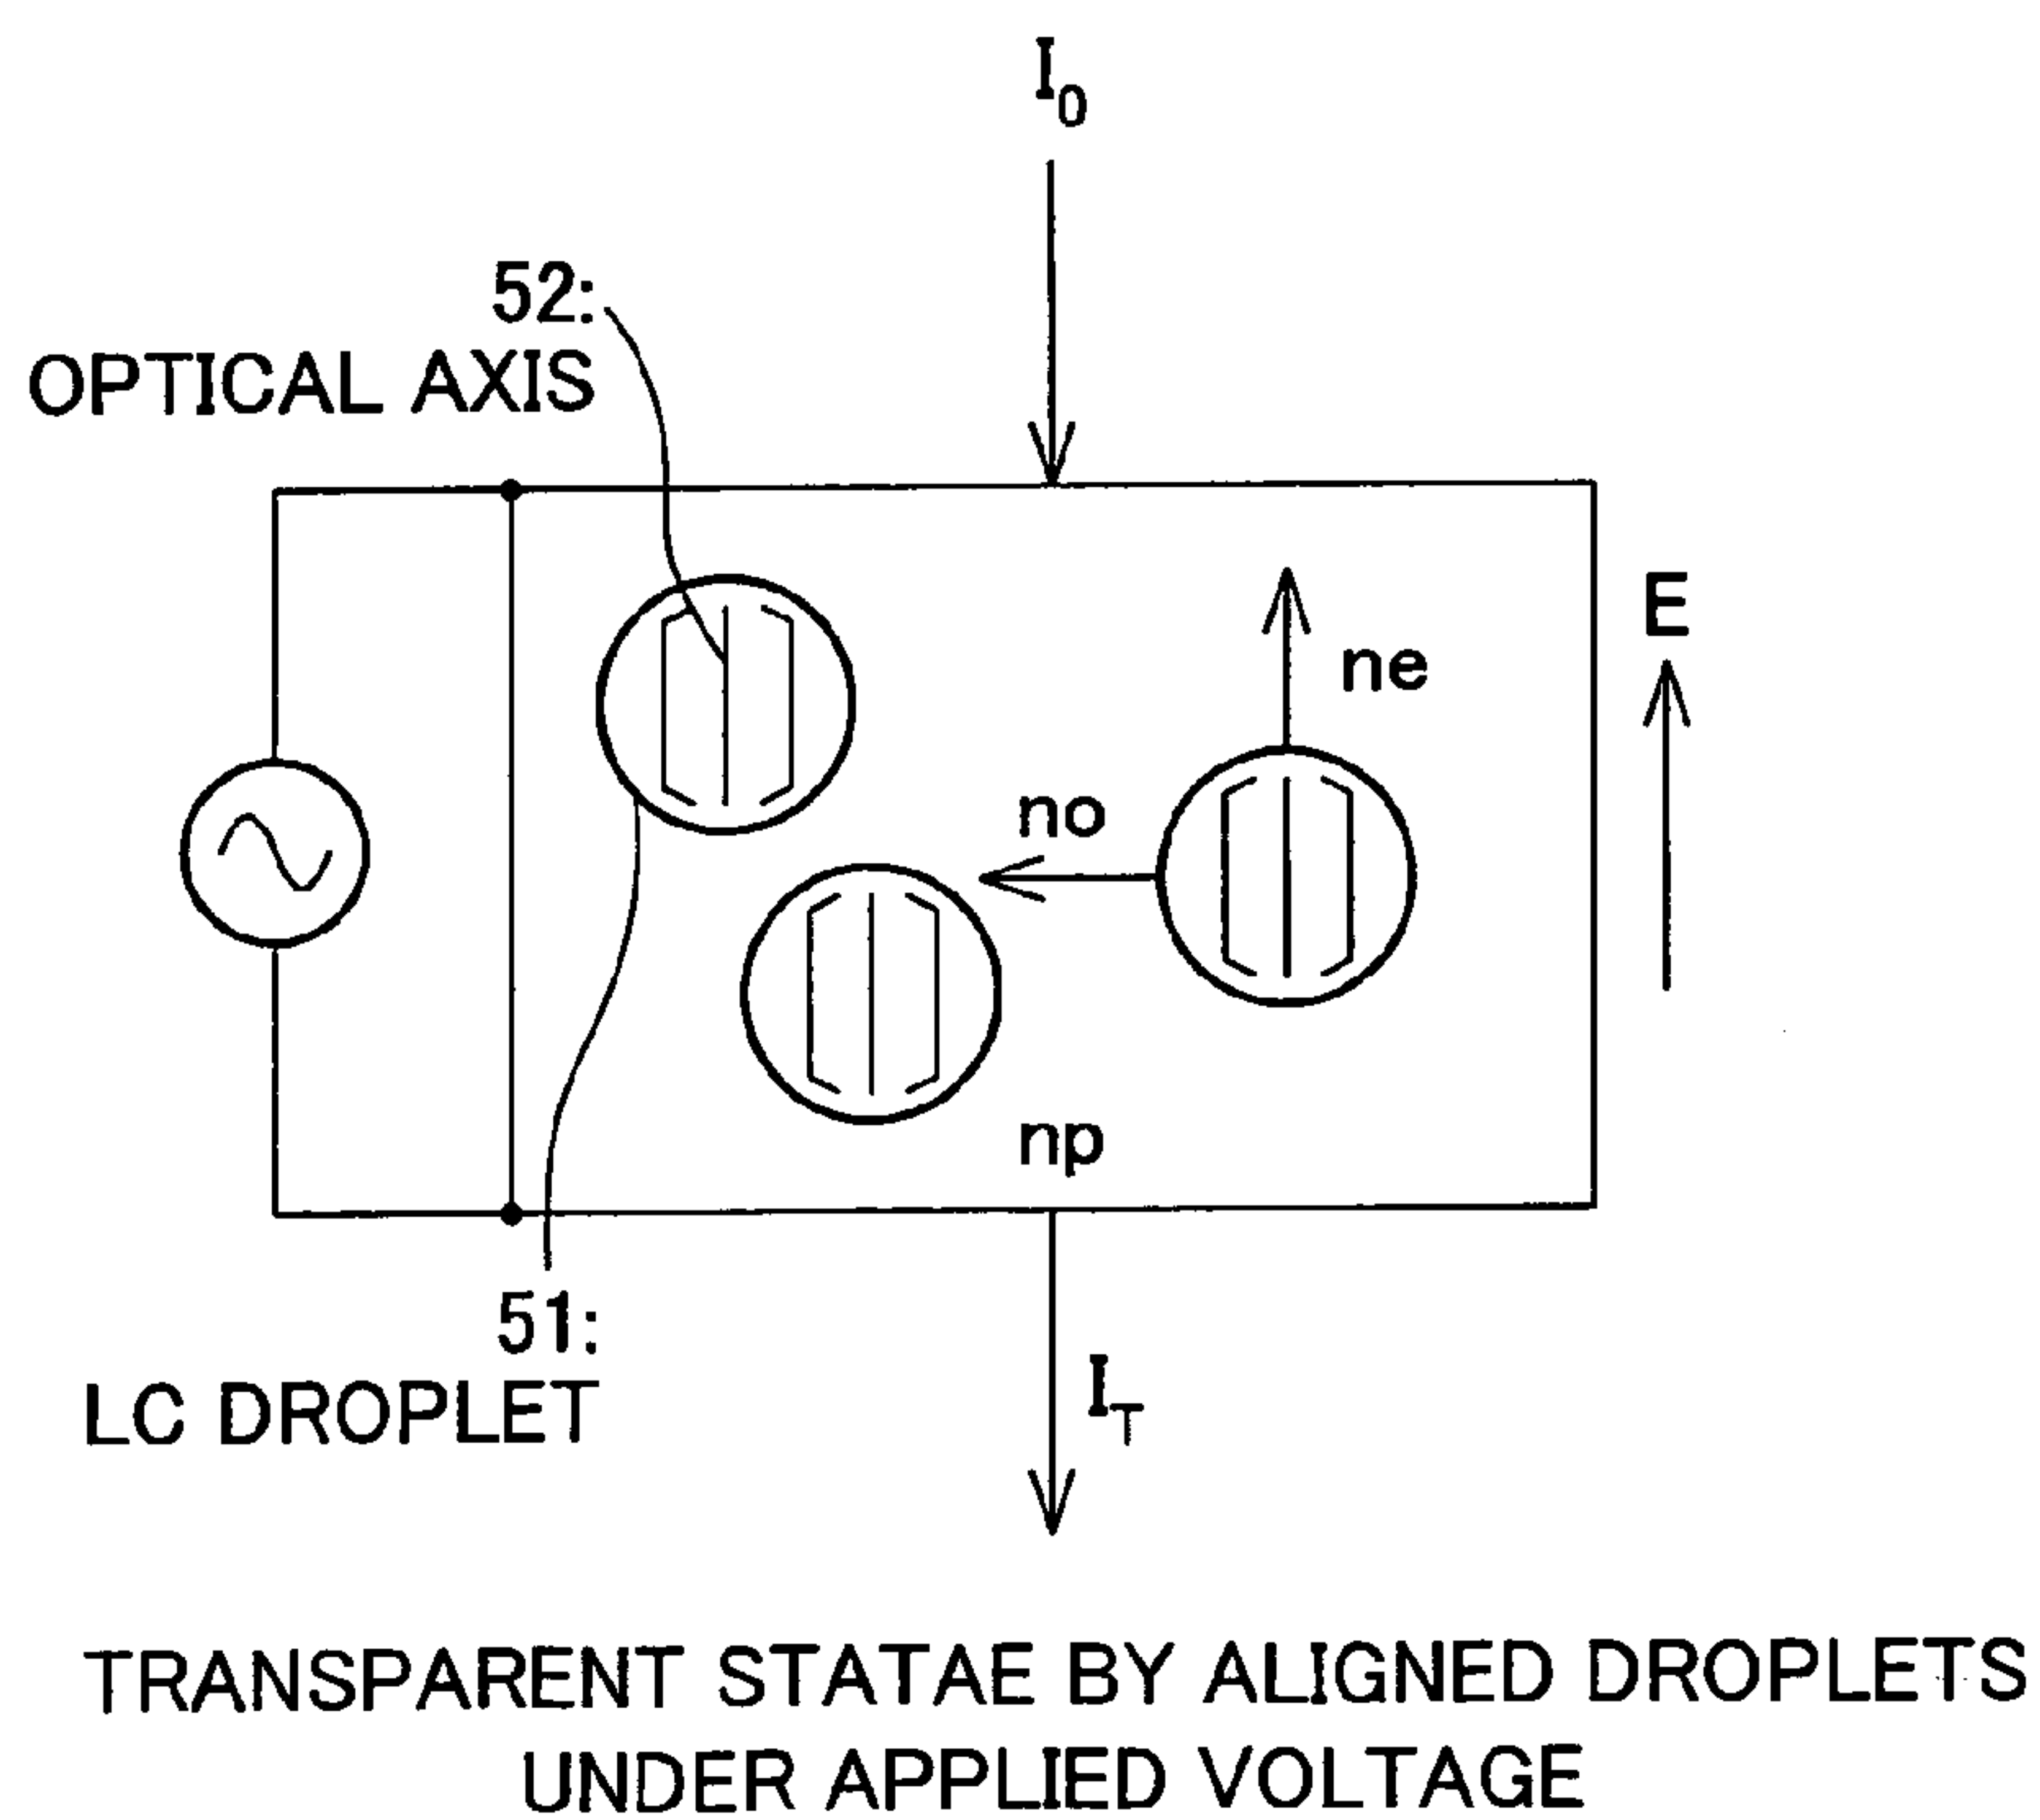 I0
52:
OPTICAL AXIS
E
ne
no
np
51:
LC DROPLET
IT
TRANSPARENT STATAE BY ALIGNED DROPLETS
UNDER APPLIED VOLTAGE